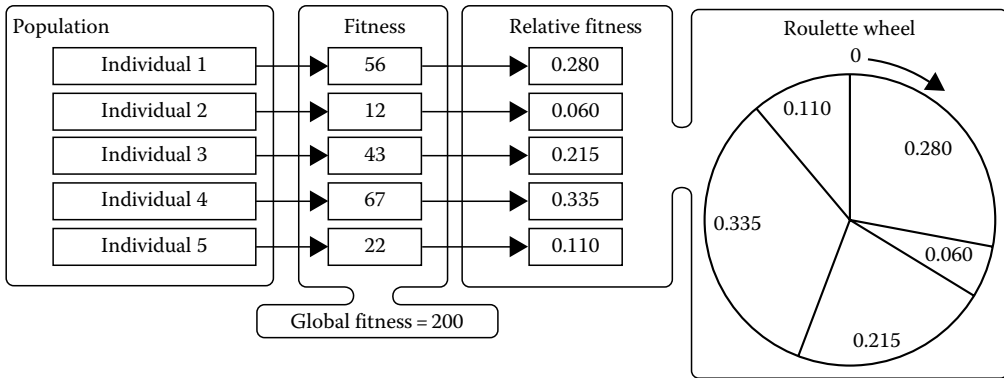 Population
Individual 1
Individual 2
Individual 3
Individual 4
Individual 5
Fitness
56
12
43
67
22
Global fitness = 200
Relative fitness
0.280
0.060
0.215
0.335
0.110
Roulette wheel
0
0.280
0.060
0.215
0.335
0.110